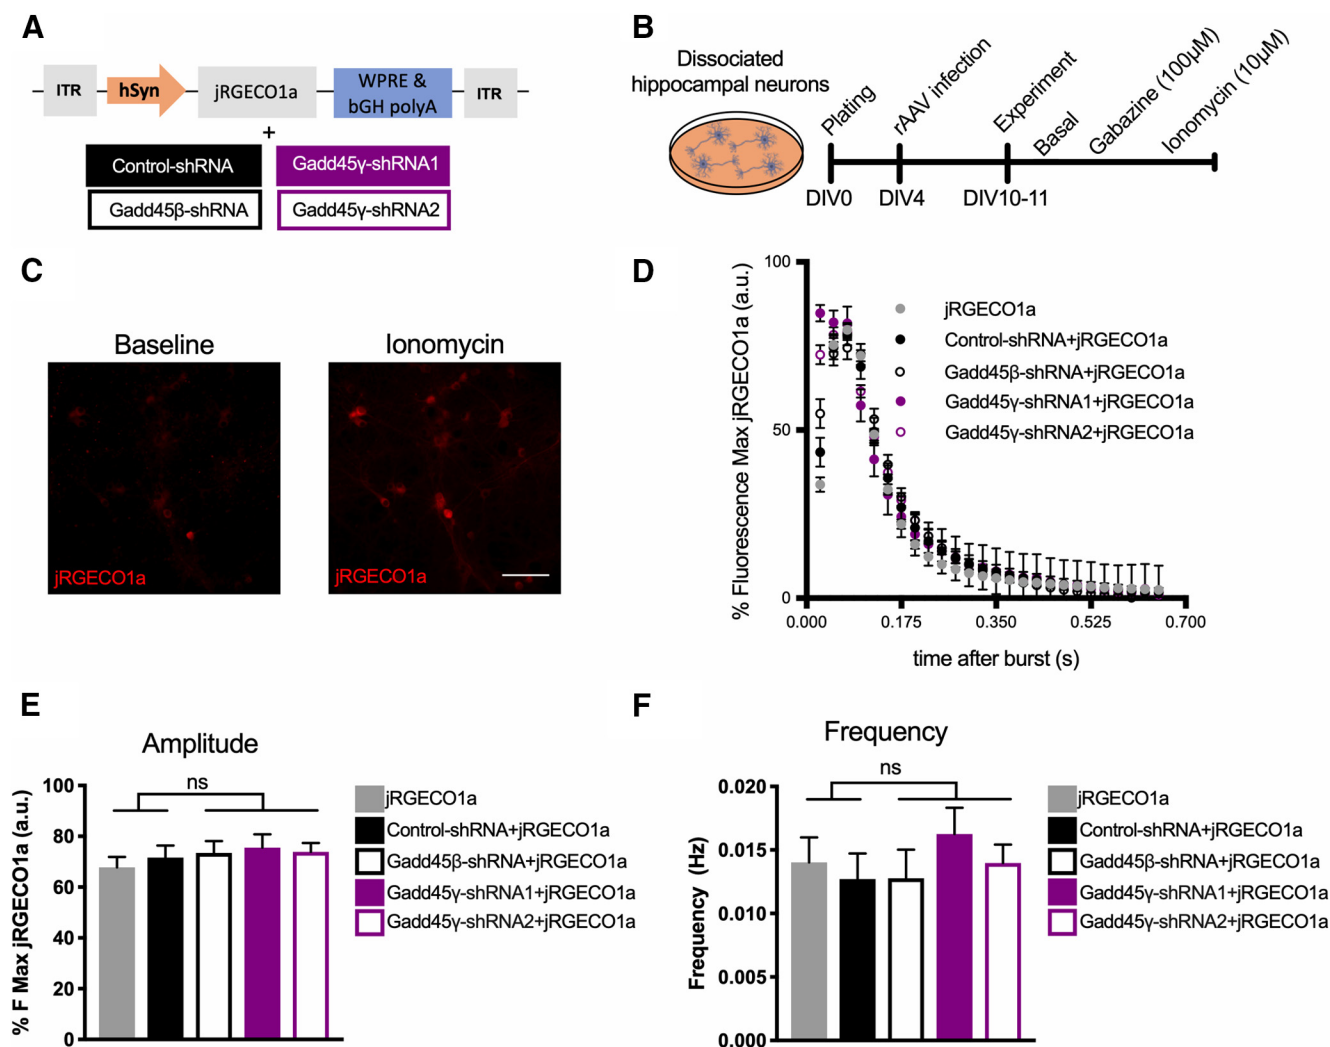 A
ITR
hSyn
jRGECO1a
WPRE &
bGH polyA
ITR
+
Control-shRNA
Gadd45γ-shRNA1
Gadd45β-shRNA
Gadd45γ-shRNA2
B
Dissociated
hippocampal neurons
Plating
rAAV infection
Experiment
Basal
Gabazine (100μM)
Ionomycin (10μM)
DIV0
DIV4
DIV10-11
C
Baseline
Ionomycin
jRGECO1a
jRGECO1a
D
% Fluorescence Max jRGECO1a (a.u.)
100
50
0
0.000
0.175
0.350
0.525
0.700
time after burst (s)
jRGECO1a
Control-shRNA+jRGECO1a
Gadd45β-shRNA+jRGECO1a
Gadd45γ-shRNA1+jRGECO1a
Gadd45γ-shRNA2+jRGECO1a
E
Amplitude
ns
% F Max jRGECO1a (a.u.)
100
80
60
40
20
0
jRGECO1a
Control-shRNA+jRGECO1a
Gadd45β-shRNA+jRGECO1a
Gadd45γ-shRNA1+jRGECO1a
Gadd45γ-shRNA2+jRGECO1a
F
Frequency
ns
Frequency (Hz)
0.020
0.015
0.010
0.005
0.000
jRGECO1a
Control-shRNA+jRGECO1a
Gadd45β-shRNA+jRGECO1a
Gadd45γ-shRNA1+jRGECO1a
Gadd45γ-shRNA2+jRGECO1a